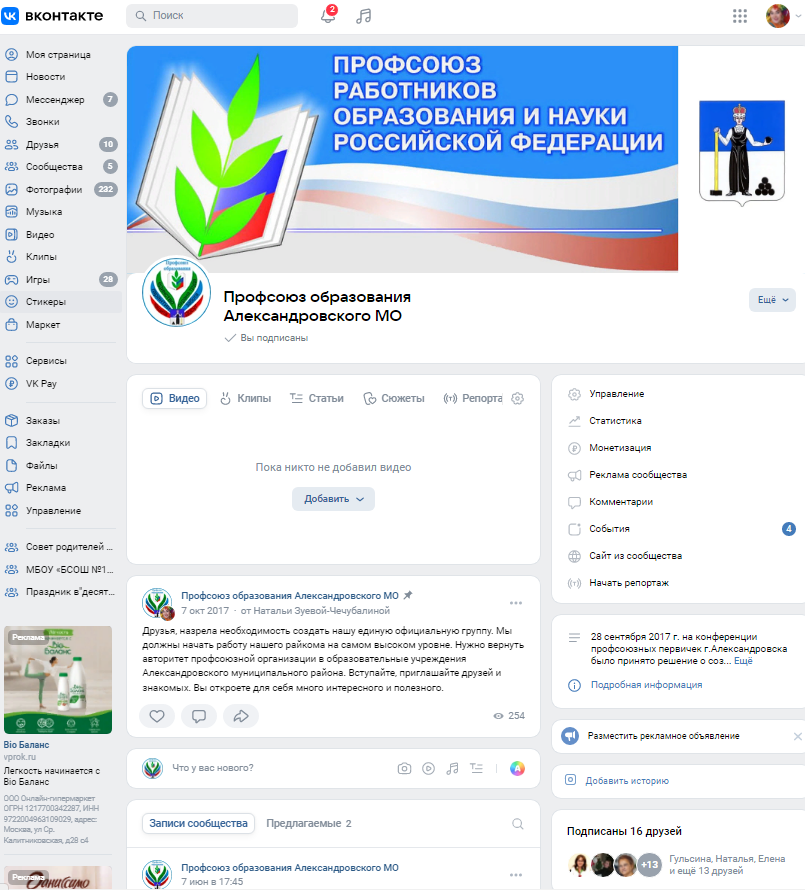 вконтакте
Поиск
2
Моя страница
Новости
Мессенджер 7
Звонки
Друзья 10
Сообщества 5
Фотографии 232
Музыка
Видео
Клипы
Игры 28
Стикеры
Маркет
Сервисы
VK Pay
Заказы
Закладки
Файлы
Реклама
Управление
Совет родителей ...
МБОУ «БСОШ №1...
Праздник в"десят...
Реклама
Bio Баланс
Bio Баланс
vprok.ru
Легкость начинается с
Bio Баланс
ООО Онлайн-гипермаркет
ОГРН 1217700342287, ИНН
9722004963109029, адрес:
Москва, ул Ср.
Калитниковская, д28 с4
Реклама
ПРОФСОЮЗ
РАБОТНИКОВ
ОБРАЗОВАНИЯ И НАУКИ
РОССИЙСКОЙ ФЕДЕРАЦИИ
Профсоюз
образования
Профсоюз образования
Александровского МО
Вы подписаны
Ещё
Видео Клипы Статьи Сюжеты Репорта
Пока никто не добавил видео
Добавить
Профсоюз образования Александровского МО
7 окт 2017 · от Натальи Зуевой-Чечубалиной
Друзья, назрела необходимость создать нашу единую официальную группу. Мы
должны начать работу нашего райкома на самом высоком уровне. Нужно вернуть
авторитет профсоюзной организации в образовательные учреждения
Александровского муниципального района. Вступайте, приглашайте друзей и
знакомых. Вы откроете для себя много интересного и полезного.
254
Что у вас нового?
A
Записи сообщества Предлагаемые 2
Профсоюз образования Александровского МО
7 июн в 17:45
Управление
Статистика
Монетизация
Реклама сообщества
Комментарии
События 4
Сайт из сообщества
Начать репортаж
28 сентября 2017 г. на конференции
профсоюзных первичек г.Александровска
было принято решение о соз... Ещё
Подробная информация
Разместить рекламное объявление
Добавить историю
Подписаны 16 друзей
+13
Гульсина, Наталья, Елена
и ещё 13 друзей